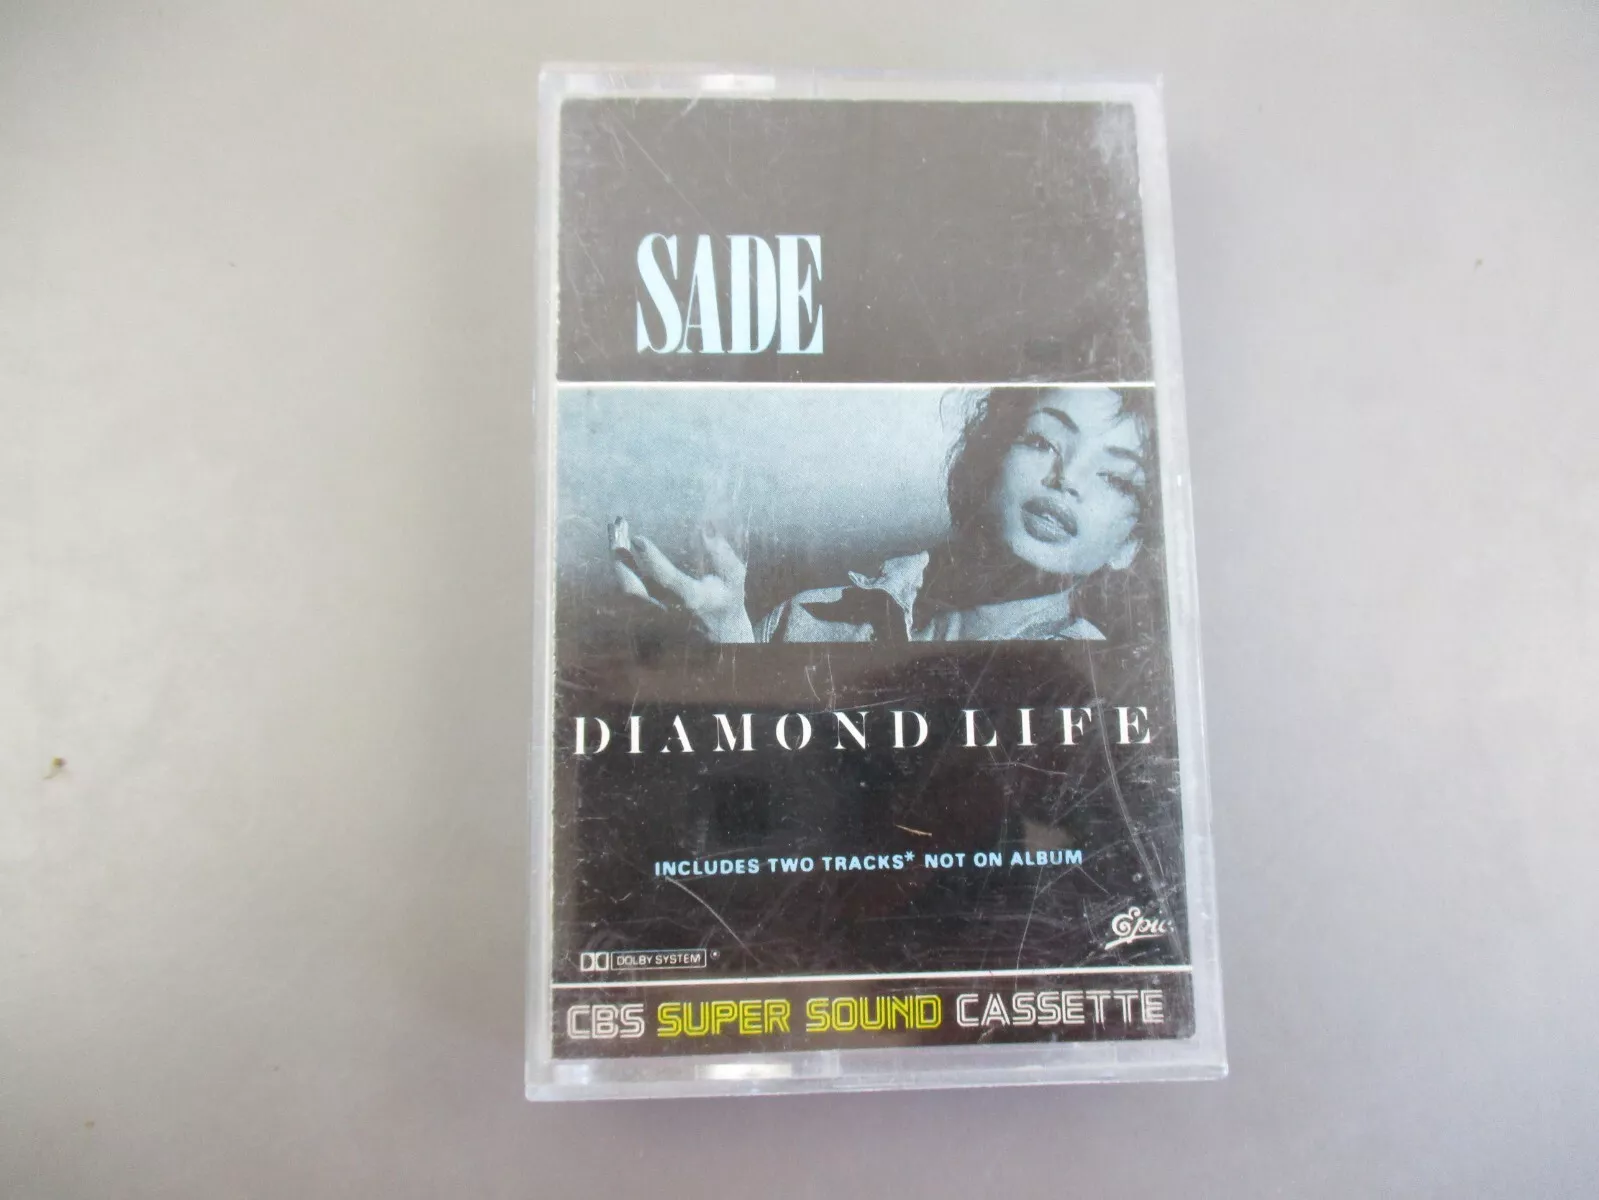 SADE
DIAMOND LIFE
INCLUDES TWO TRACKS* NOT ON ALBUM
Epic
DOLBY SYSTEM
CBS SUPER SOUND CASSETTE